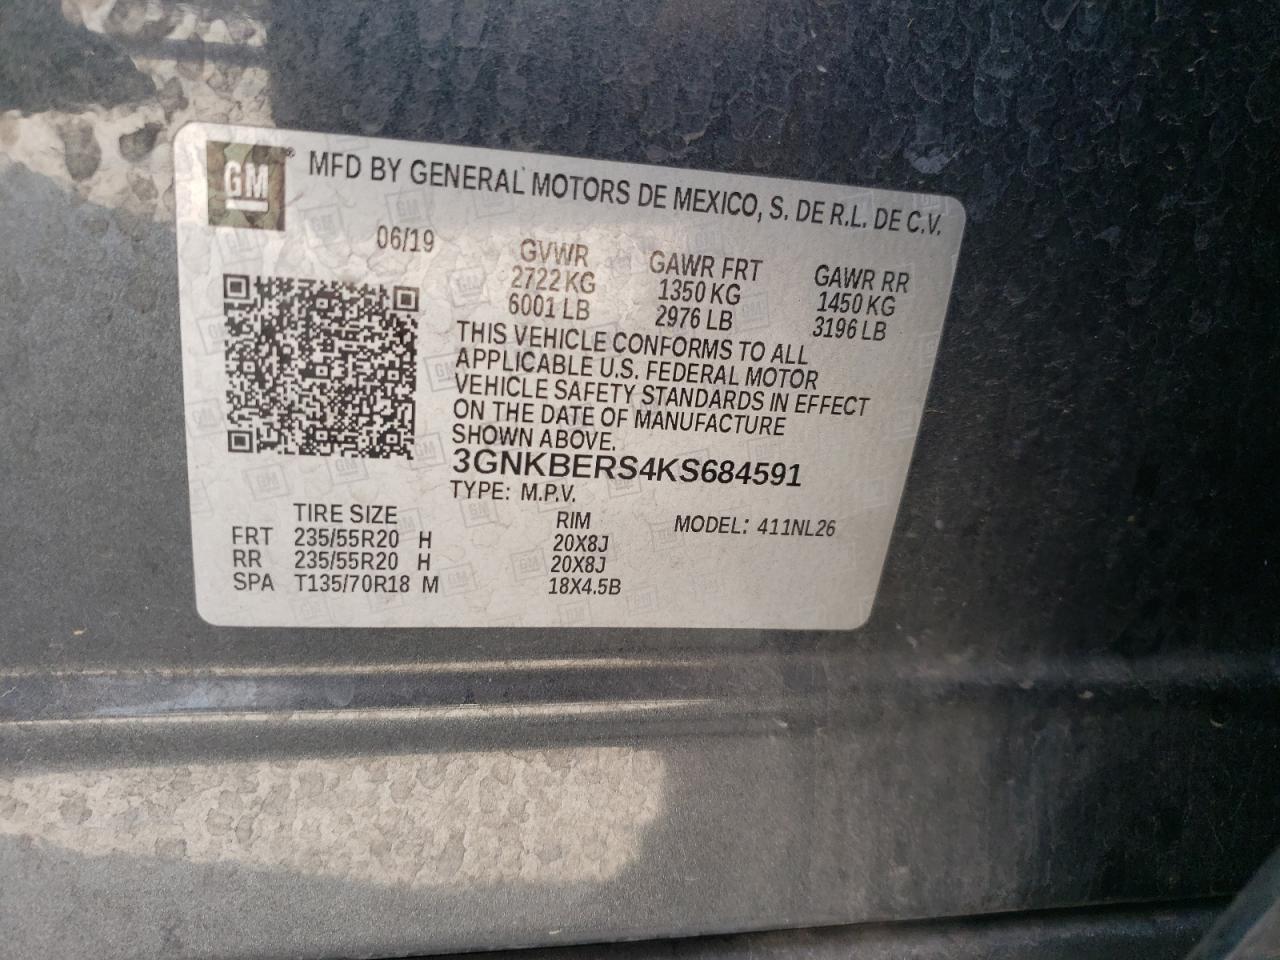 GM® MFD BY GENERAL MOTORS DE MEXICO, S. DE R.L. DE C.V.
06/19 GVWR GAWR FRT GAWR RR
2722 KG 1350 KG 1450 KG
6001 LB 2976 LB 3196 LB
THIS VEHICLE CONFORMS TO ALL
APPLICABLE U.S. FEDERAL MOTOR
VEHICLE SAFETY STANDARDS IN EFFECT
ON THE DATE OF MANUFACTURE
SHOWN ABOVE.
3GNKBERS4KS684591
TYPE: M.P.V.
TIRE SIZE RIM MODEL: 411NL26
FRT 235/55R20 H 20X8J
RR 235/55R20 H 20X8J
SPA T135/70R18 M 18X4.5B